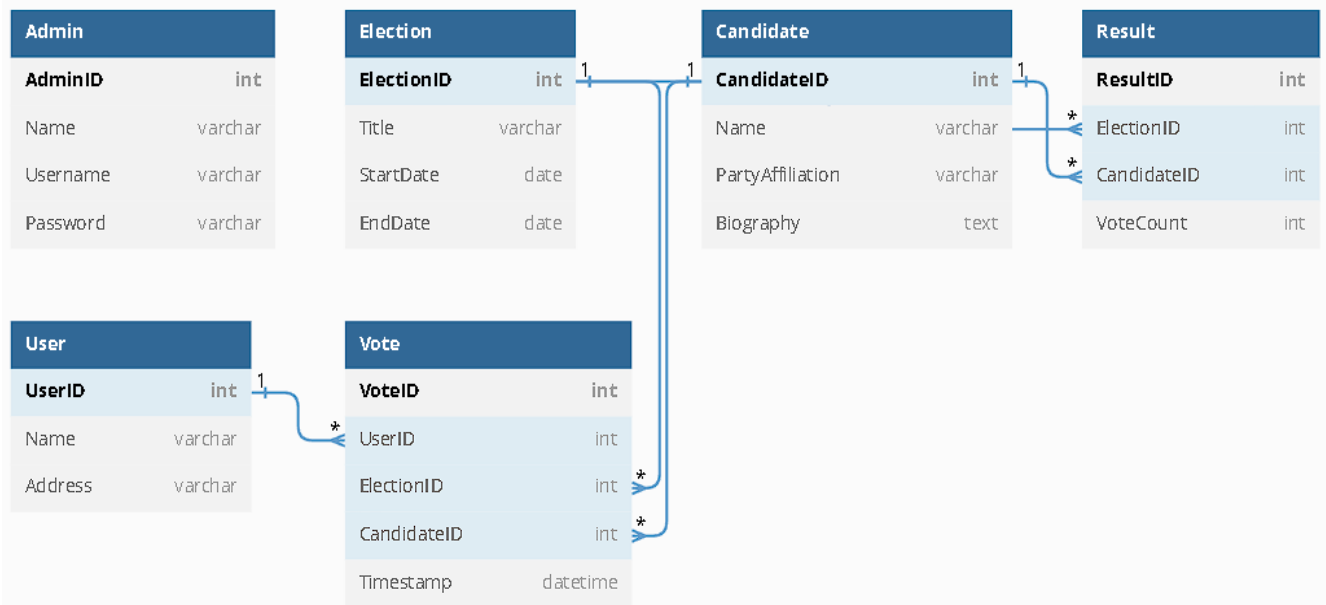 Admin
AdminID int
Name varchar
Username varchar
Password varchar
Election
ElectionID int
Title varchar
StartDate date
EndDate date
1
1
Candidate
CandidateID int
Name varchar
PartyAffiliation varchar
Biography text
1
*
*
Result
ResultID int
ElectionID int
CandidateID int
VoteCount int
User
UserID int
Name varchar
Address varchar
1
*
Vote
VoteID int
UserID int
ElectionID int
CandidateID int
Timestamp datetime
*
*